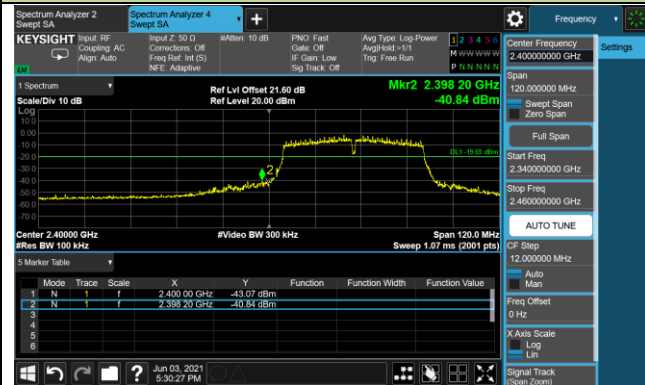 Spectrum Analyzer 2
Swept SA
Spectrum Analyzer 4
Swept SA
+
Frequency
KEYSIGHT
Input: RF
Coupling: AC
Align: Auto
Input Z: 50 Ω
Corrections: Off
Freq Ref: Int (S)
NFE: Adaptive
#Atten: 10 dB
PNO: Fast
Gate: Off
IF Gain: Low
Sig Track: Off
Avg Type: Log-Power
Avg|Hold:>1/1
Trig: Free Run
1 2 3 4 5 6
M W W W W W
P N N N N N
LXI
1 Spectrum
Scale/Div 10 dB
Ref Lvl Offset 21.60 dB
Ref Level 20.00 dBm
Mkr2 2.398 20 GHz
-40.84 dBm
Log
10.0
0.00
-10.0
-20.0
-30.0
-40.0
-50.0
-60.0
-70.0
2
DL1 -19.65 dBm
Center 2.40000 GHz
#Res BW 100 kHz
#Video BW 300 kHz
Span 120.0 MHz
Sweep 1.07 ms (2001 pts)
5 Marker Table
Mode Trace Scale X Y Function Function Width Function Value
1 N 1 f 2.400 00 GHz -43.07 dBm
2 N 1 f 2.398 20 GHz -40.84 dBm
3
4
5
6
Jun 03, 2021
5:30:27 PM
Center Frequency
2.400000000 GHz
Span
120.000000 MHz
Swept Span
Zero Span
Full Span
Start Freq
2.340000000 GHz
Stop Freq
2.460000000 GHz
AUTO TUNE
CF Step
12.000000 MHz
Auto
Man
Freq Offset
0 Hz
X Axis Scale
Log
Lin
Signal Track
(Span Zoom)
Settings